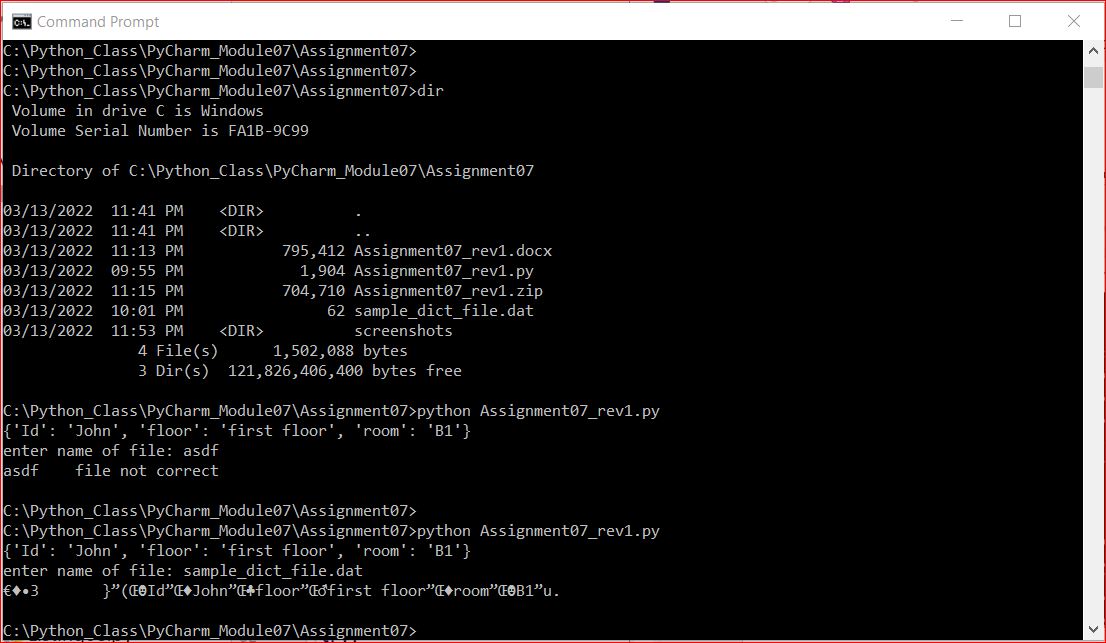 Command Prompt
C:\Python_Class\PyCharm_Module07\Assignment07>
C:\Python_Class\PyCharm_Module07\Assignment07>
C:\Python_Class\PyCharm_Module07\Assignment07>dir
 Volume in drive C is Windows
 Volume Serial Number is FA1B-9C99
 Directory of C:\Python_Class\PyCharm_Module07\Assignment07
03/13/2022  11:41 PM    <DIR>          .
03/13/2022  11:41 PM    <DIR>          ..
03/13/2022  11:13 PM           795,412 Assignment07_rev1.docx
03/13/2022  09:55 PM             1,904 Assignment07_rev1.py
03/13/2022  11:15 PM           704,710 Assignment07_rev1.zip
03/13/2022  10:01 PM                62 sample_dict_file.dat
03/13/2022  11:53 PM    <DIR>          screenshots
               4 File(s)      1,502,088 bytes
               3 Dir(s)  121,826,406,400 bytes free
C:\Python_Class\PyCharm_Module07\Assignment07>python Assignment07_rev1.py
{'Id': 'John', 'floor': 'first floor', 'room': 'B1'}
enter name of file: asdf
asdf    file not correct
C:\Python_Class\PyCharm_Module07\Assignment07>
C:\Python_Class\PyCharm_Module07\Assignment07>python Assignment07_rev1.py
{'Id': 'John', 'floor': 'first floor', 'room': 'B1'}
enter name of file: sample_dict_file.dat
€♦•3       }”(Œ☻Id”Œ♦John”Œ♣floor”Œ♂first floor”Œ♦room”Œ☻B1”u.
C:\Python_Class\PyCharm_Module07\Assignment07>